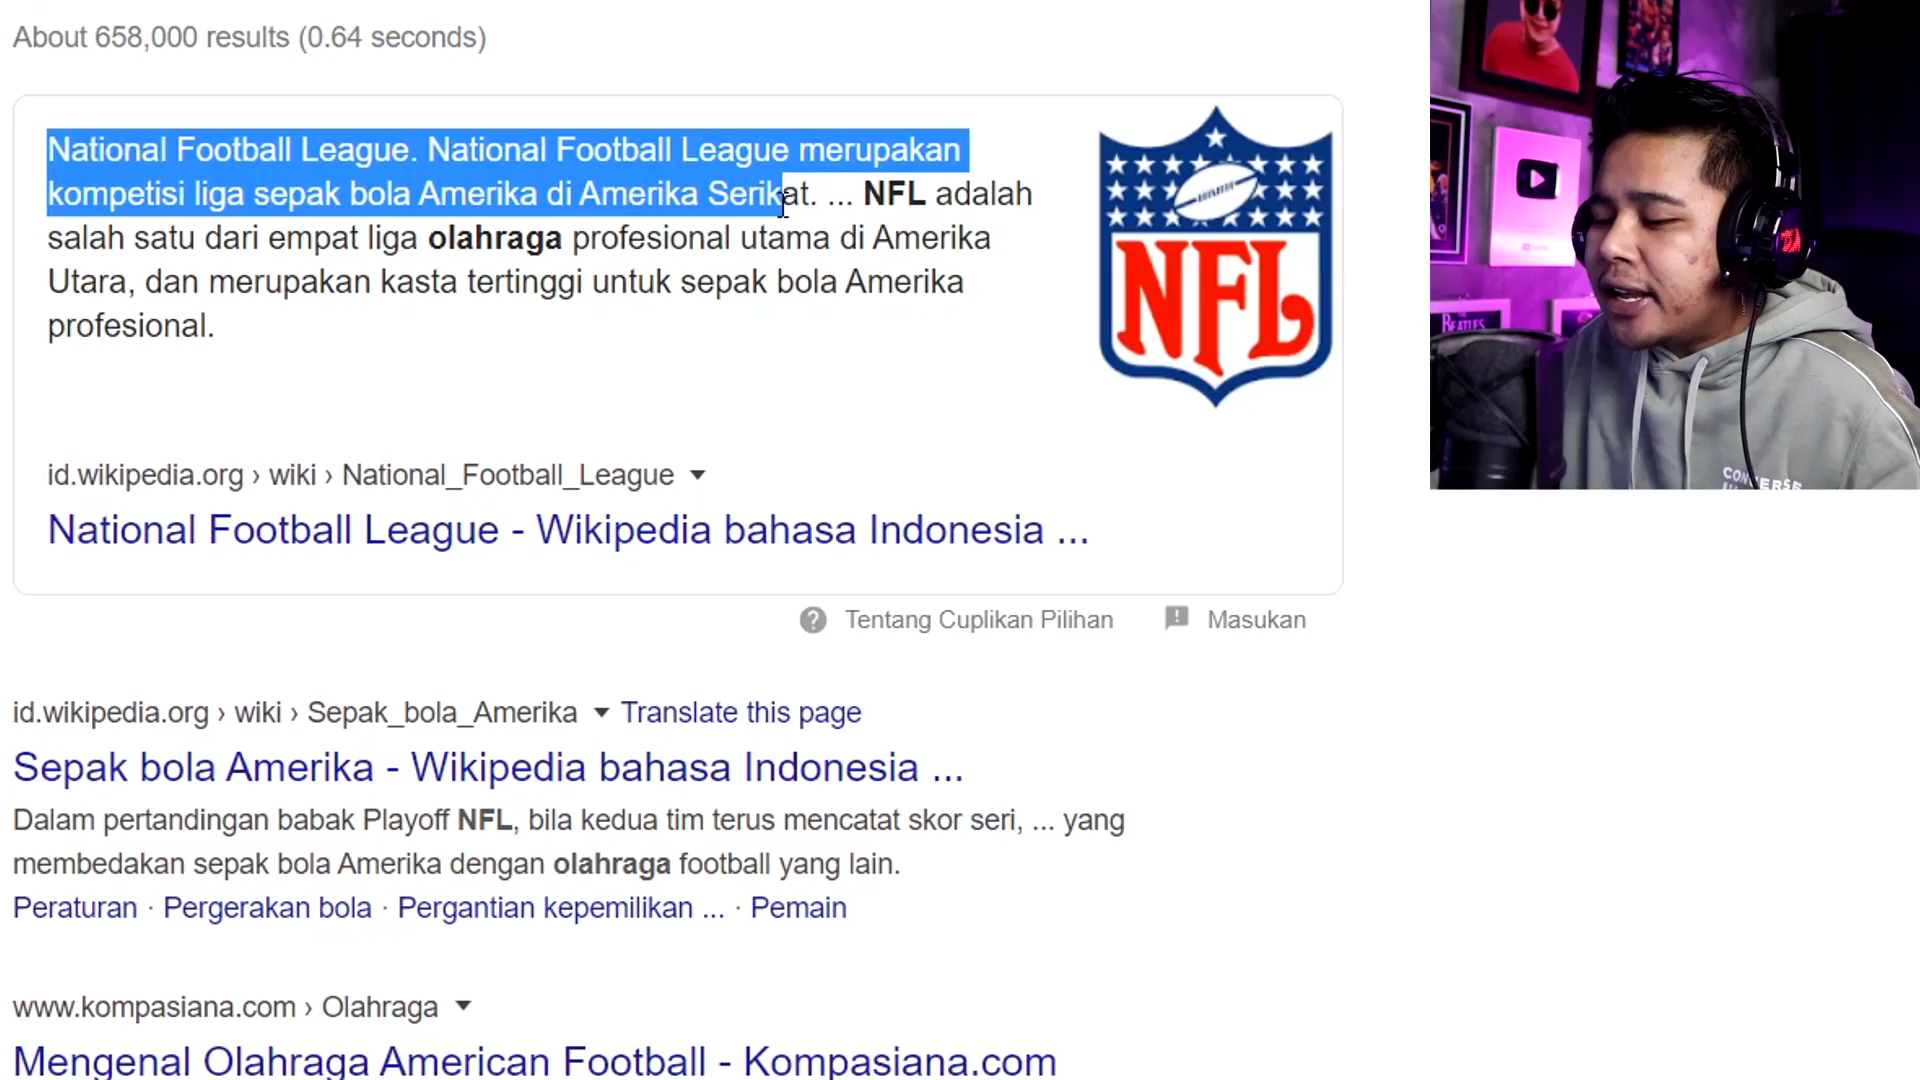 About 658,000 results (0.64 seconds)
National Football League. National Football League merupakan
kompetisi liga sepak bola Amerika di Amerika Serikat. ... NFL adalah
salah satu dari empat liga olahraga profesional utama di Amerika
Utara, dan merupakan kasta tertinggi untuk sepak bola Amerika
profesional.
NFL
id.wikipedia.org › wiki › National_Football_League
National Football League - Wikipedia bahasa Indonesia ...
Tentang Cuplikan Pilihan
Masukan
id.wikipedia.org › wiki › Sepak_bola_Amerika Translate this page
Sepak bola Amerika - Wikipedia bahasa Indonesia ...
Dalam pertandingan babak Playoff NFL, bila kedua tim terus mencatat skor seri, ... yang
membedakan sepak bola Amerika dengan olahraga football yang lain.
Peraturan · Pergerakan bola · Pergantian kepemilikan ... · Pemain
www.kompasiana.com › Olahraga
Mengenal Olahraga American Football - Kompasiana.com
BEATLES
CONVERSE